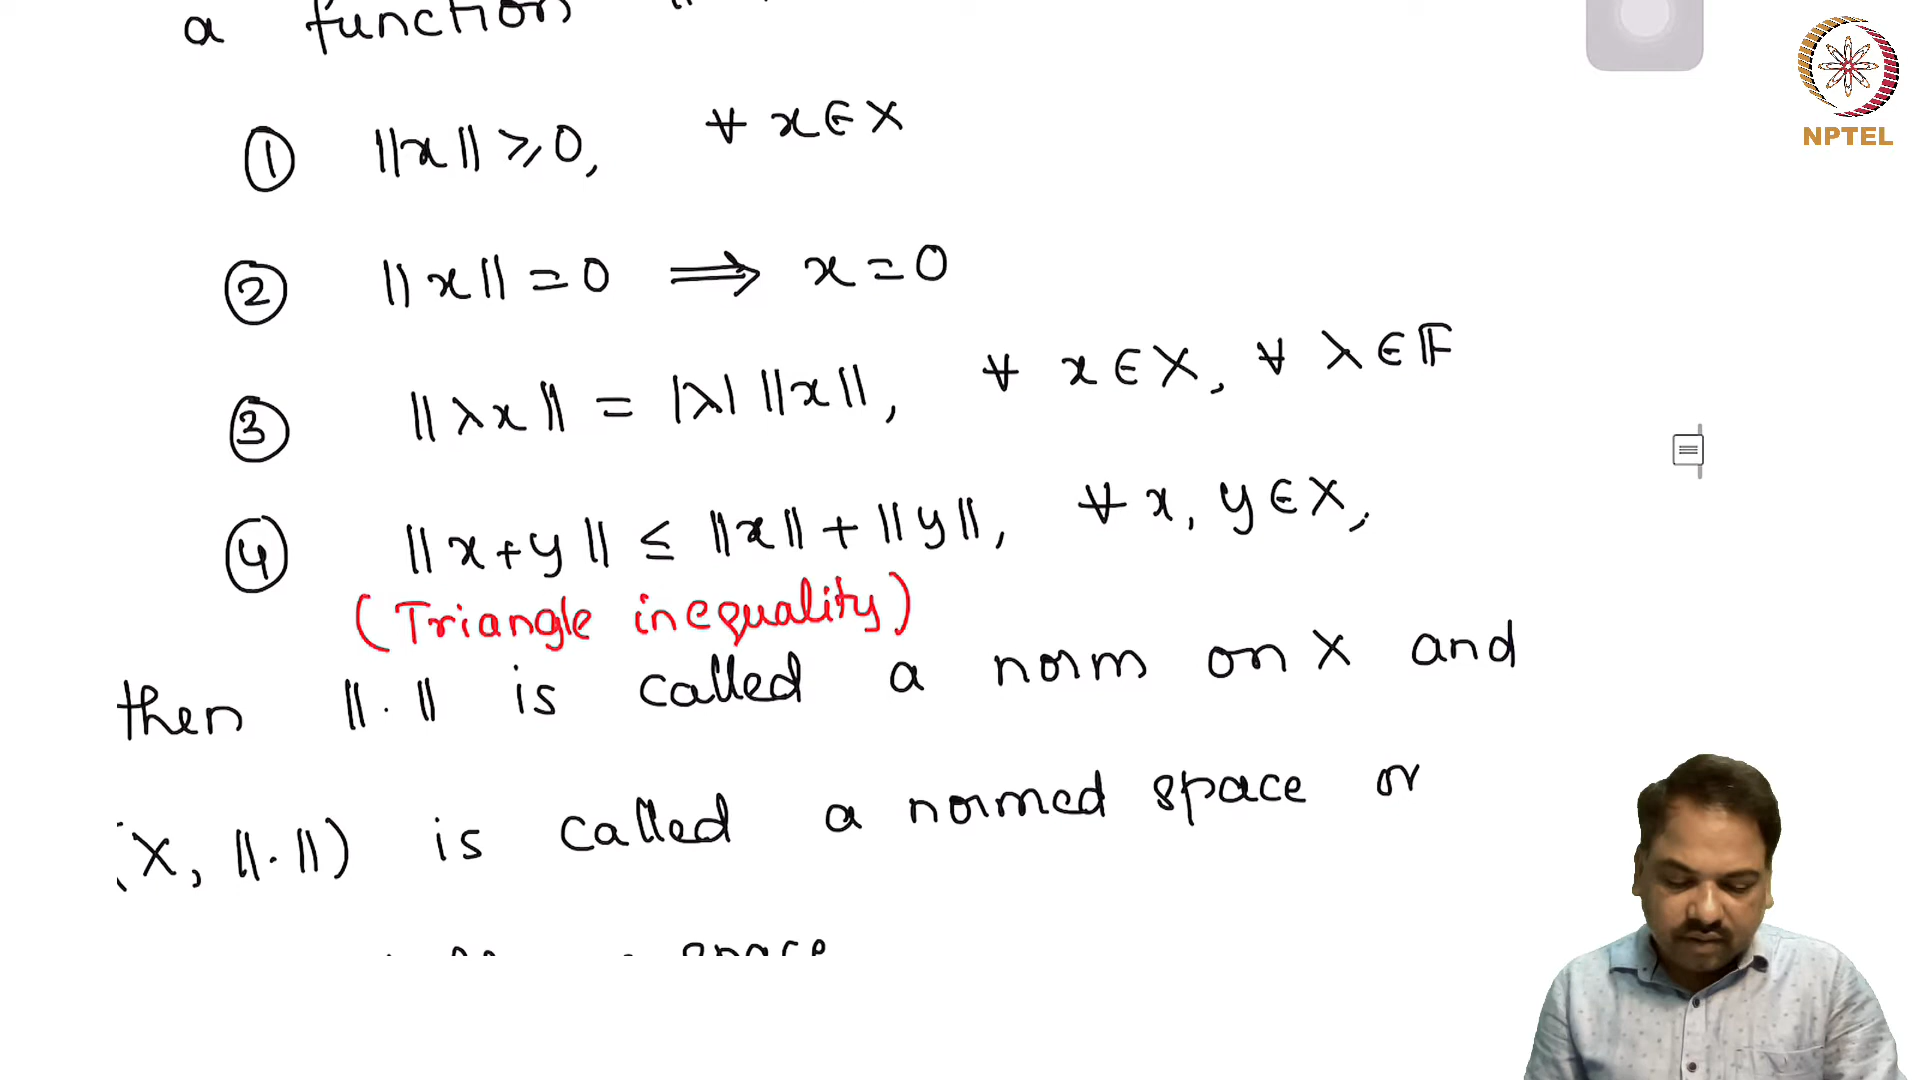 a function ||
① ||x|| ≥ 0, ∀ x ∈ X
② ||x|| = 0 ⟹ x = 0
③ ||λx|| = |λ| ||x||, ∀ x ∈ X, ∀ λ ∈ 𝔽
④ ||x+y|| ≤ ||x|| + ||y||, ∀ x, y ∈ X,
(Triangle inequality)
then ||·|| is called a norm on X and
(X, ||·||) is called a normed space or
space
NPTEL